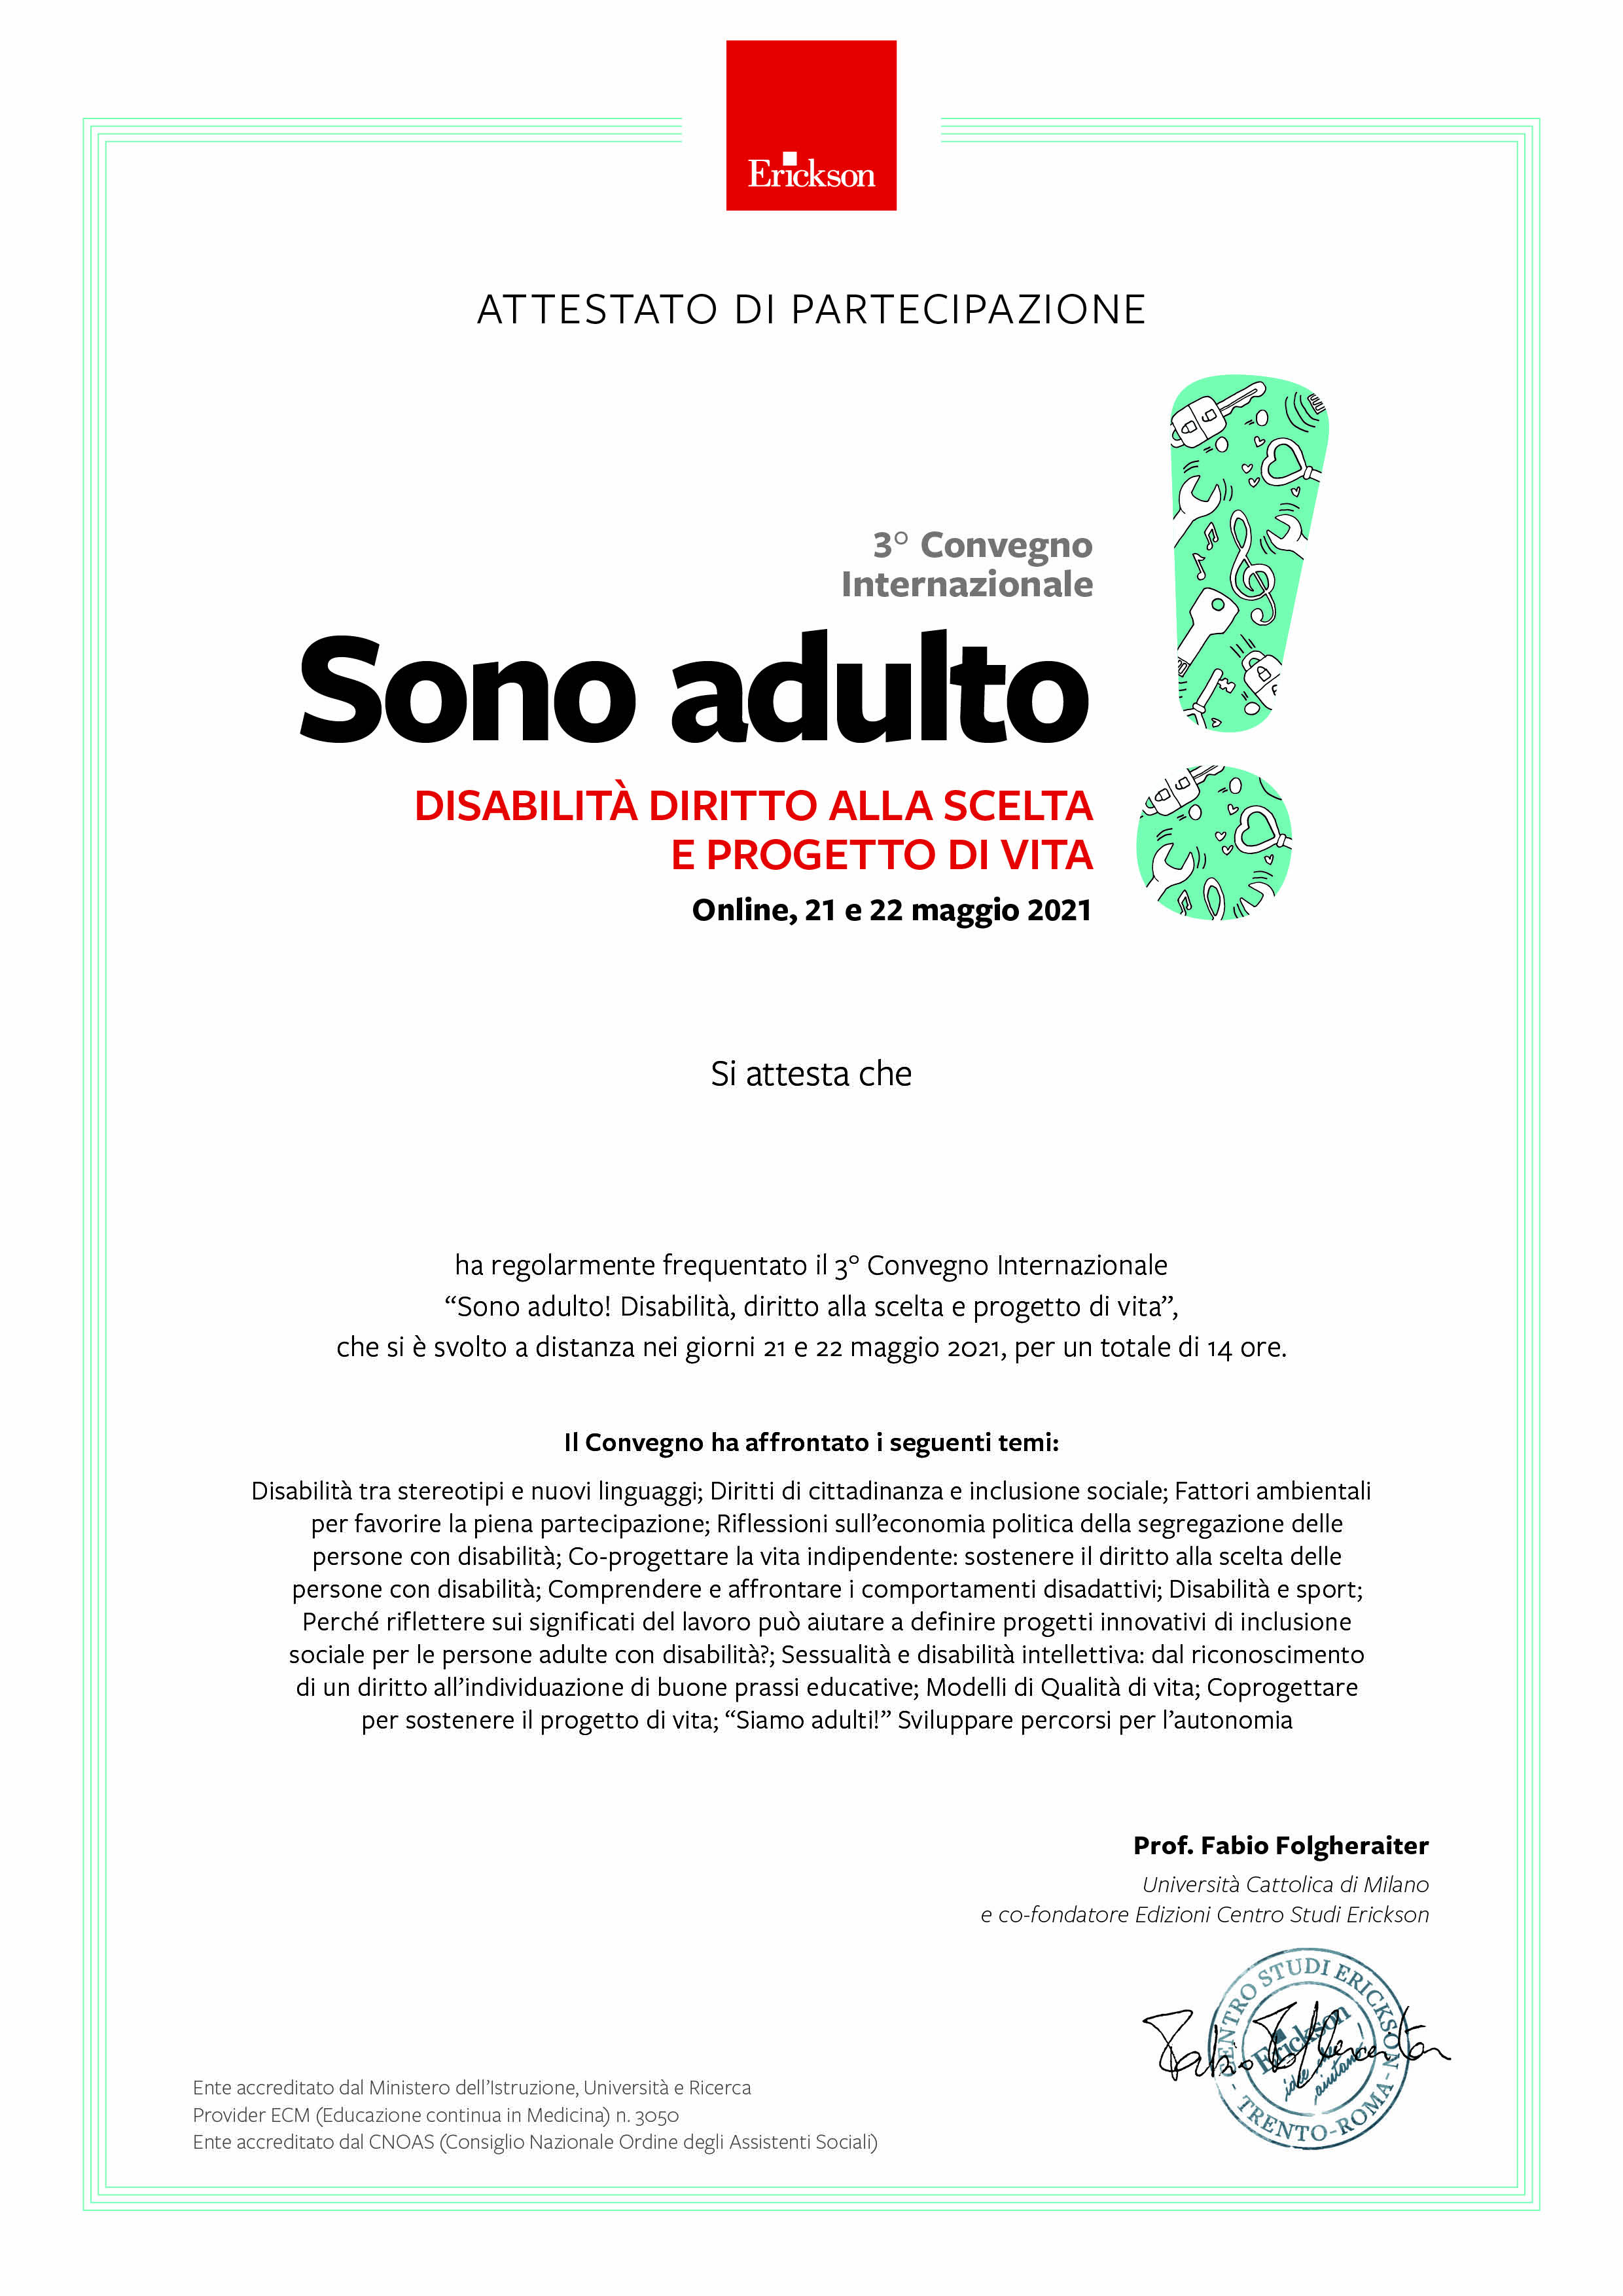 Erickson
ATTESTATO DI PARTECIPAZIONE
3° Convegno
Internazionale
Sono adulto
DISABILITÀ DIRITTO ALLA SCELTA
E PROGETTO DI VITA
Online, 21 e 22 maggio 2021
Si attesta che
ha regolarmente frequentato il 3° Convegno Internazionale
“Sono adulto! Disabilità, diritto alla scelta e progetto di vita”,
che si è svolto a distanza nei giorni 21 e 22 maggio 2021, per un totale di 14 ore.
Il Convegno ha affrontato i seguenti temi:
Disabilità tra stereotipi e nuovi linguaggi; Diritti di cittadinanza e inclusione sociale; Fattori ambientali
per favorire la piena partecipazione; Riflessioni sull’economia politica della segregazione delle
persone con disabilità; Co-progettare la vita indipendente: sostenere il diritto alla scelta delle
persone con disabilità; Comprendere e affrontare i comportamenti disadattivi; Disabilità e sport;
Perché riflettere sui significati del lavoro può aiutare a definire progetti innovativi di inclusione
sociale per le persone adulte con disabilità?; Sessualità e disabilità intellettiva: dal riconoscimento
di un diritto all’individuazione di buone prassi educative; Modelli di Qualità di vita; Coprogettare
per sostenere il progetto di vita; “Siamo adulti!” Sviluppare percorsi per l’autonomia
Prof. Fabio Folgheraiter
Università Cattolica di Milano
e co-fondatore Edizioni Centro Studi Erickson
CENTRO STUDI ERICKSON
Erickson
- TRENTO-ROMA-
Ente accreditato dal Ministero dell’Istruzione, Università e Ricerca
Provider ECM (Educazione continua in Medicina) n. 3050
Ente accreditato dal CNOAS (Consiglio Nazionale Ordine degli Assistenti Sociali)